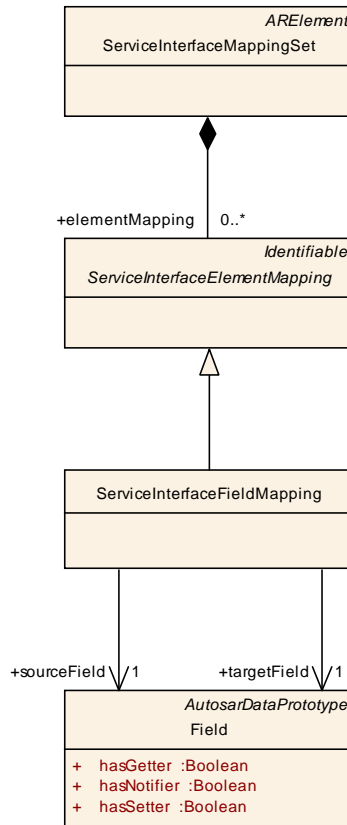 ARElement
ServiceInterfaceMappingSet
+elementMapping 0..*
Identifiable
ServiceInterfaceElementMapping
ServiceInterfaceFieldMapping
+sourceField 1 +targetField 1
AutosarDataPrototype
Field
+ hasGetter :Boolean
+ hasNotifier :Boolean
+ hasSetter :Boolean